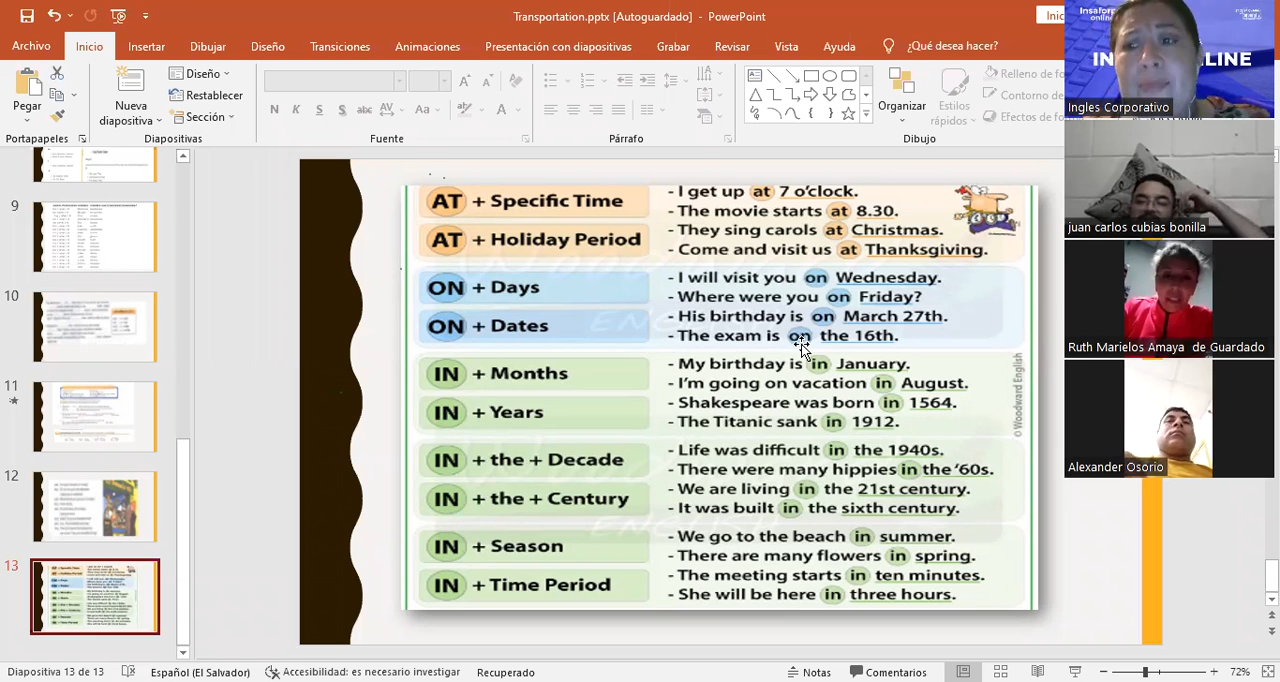 Transportation.pptx [Autoguardado] - PowerPoint
Archivo Inicio Insertar Dibujar Diseño Transiciones Animaciones Presentación con diapositivas Grabar Revisar Vista Ayuda ¿Qué desea hacer?
Pegar
Nueva
diapositiva
Diseño
Restablecer
Sección
N K S S abc AV Aa
Organizar
Estilos
rápidos
Relleno de
Contorno de
Efectos de
Portapapeles Diapositivas Fuente Párrafo Dibujo
9
10
11
12
13
AT + Specific Time
AT + Holiday Period
- I get up at 7 o'clock.
- The movie starts at 8.30.
- They sing carols at Christmas.
- Come and visit us at Thanksgiving.
ON + Days
ON + Dates
- I will visit you on Wednesday.
- Where were you on Friday?
- His birthday is on March 27th.
- The exam is on the 16th.
IN + Months
IN + Years
- My birthday is in January.
- I'm going on vacation in August.
- Shakespeare was born in 1564.
- The Titanic sank in 1912.
IN + the + Decade
IN + the + Century
- Life was difficult in the 1940s.
- There were many hippies in the '60s.
- We are living in the 21st century.
- It was built in the sixth century.
IN + Season
IN + Time Period
- We go to the beach in summer.
- There are many flowers in spring.
- The meeting starts in ten minutes.
- She will be here in three hours.
© Woodward English
Ingles Corporativo
juan carlos cubias bonilla
Ruth Marielos Amaya de Guardado
Alexander Osorio
Diapositiva 13 de 13 Español (El Salvador) Accesibilidad: es necesario investigar Recuperado Notas Comentarios 72%